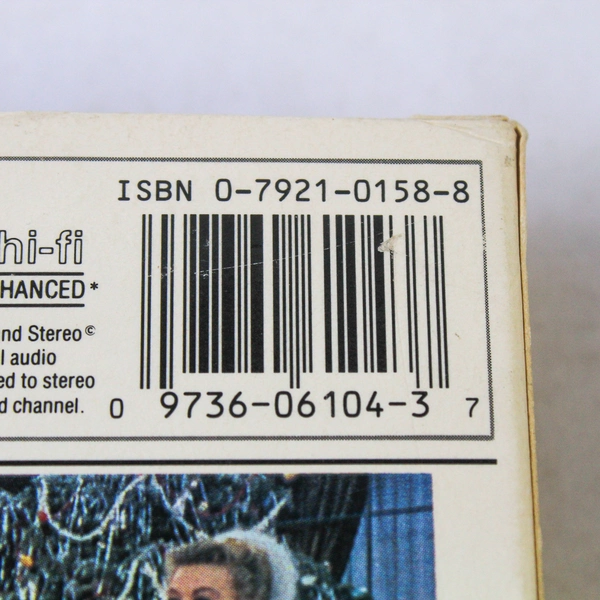 ISBN 0-7921-0158-8
hi-fi
HANCED*
nd Stereo©
l audio
ed to stereo
d channel.
0 9736-06104-3 7